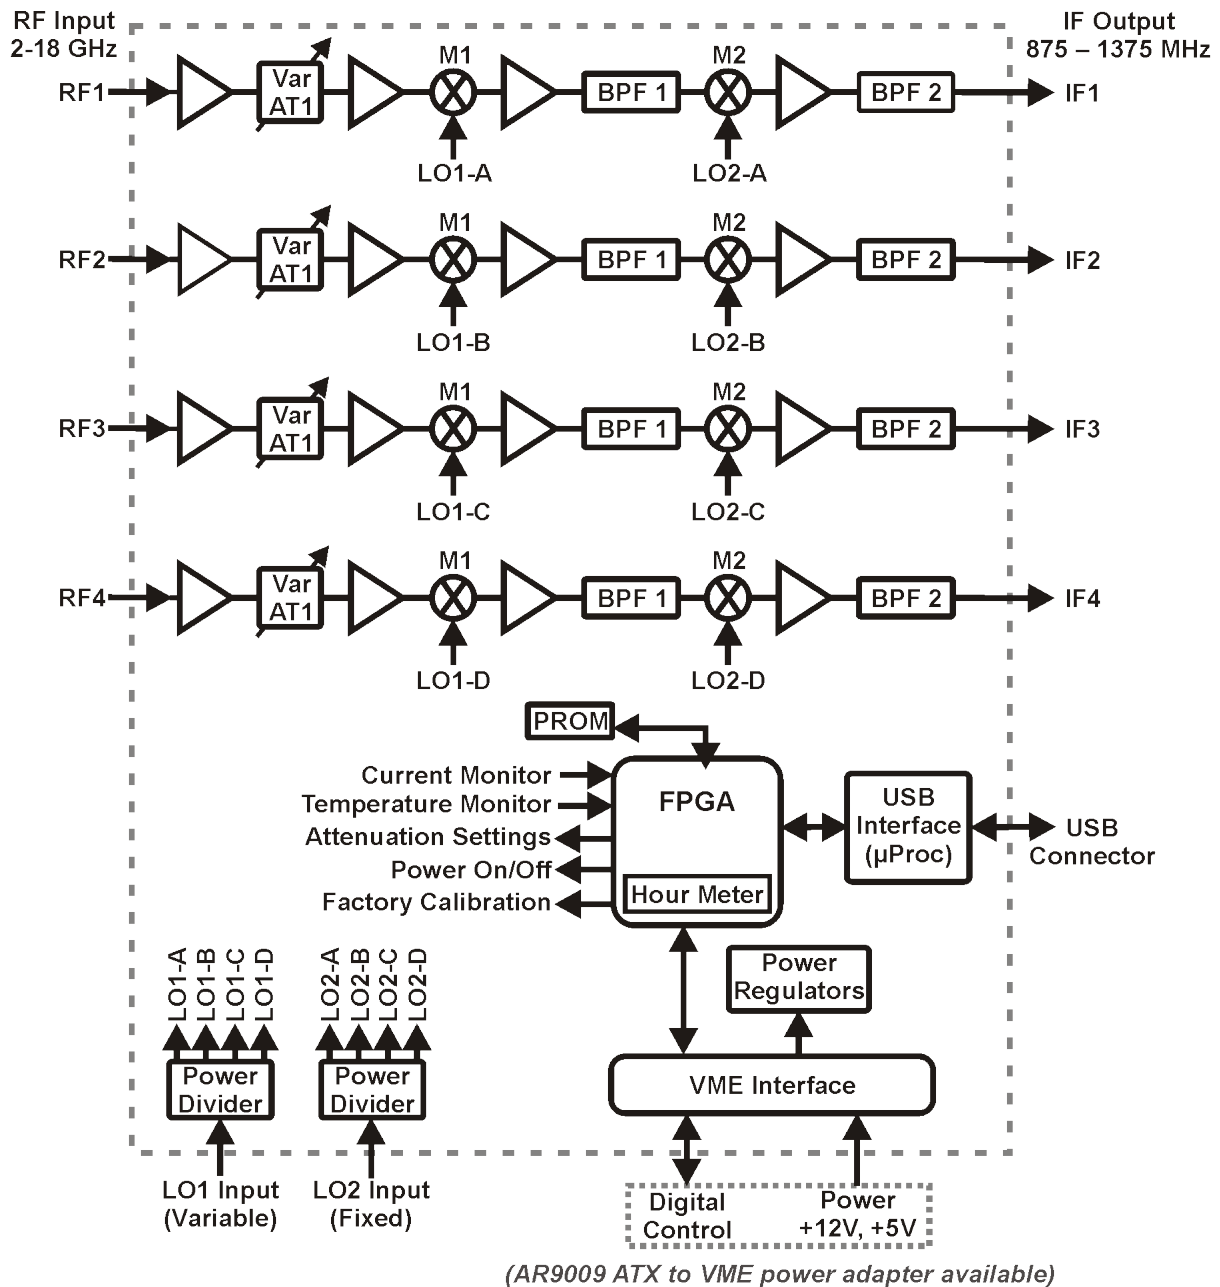 RF Input
2-18 GHz
IF Output
875 – 1375 MHz
RF1
Var
AT1
M1
BPF 1
M2
BPF 2
IF1
LO1-A
LO2-A
RF2
Var
AT1
M1
BPF 1
M2
BPF 2
IF2
LO1-B
LO2-B
RF3
Var
AT1
M1
BPF 1
M2
BPF 2
IF3
LO1-C
LO2-C
RF4
Var
AT1
M1
BPF 1
M2
BPF 2
IF4
LO1-D
LO2-D
PROM
Current Monitor
Temperature Monitor
Attenuation Settings
Power On/Off
Factory Calibration
FPGA
Hour Meter
USB
Interface
(µProc)
USB
Connector
LO1-A
LO1-B
LO1-C
LO1-D
LO2-A
LO2-B
LO2-C
LO2-D
Power
Divider
Power
Divider
Power
Regulators
VME Interface
LO1 Input
(Variable)
LO2 Input
(Fixed)
Digital
Control
Power
+12V, +5V
(AR9009 ATX to VME power adapter available)